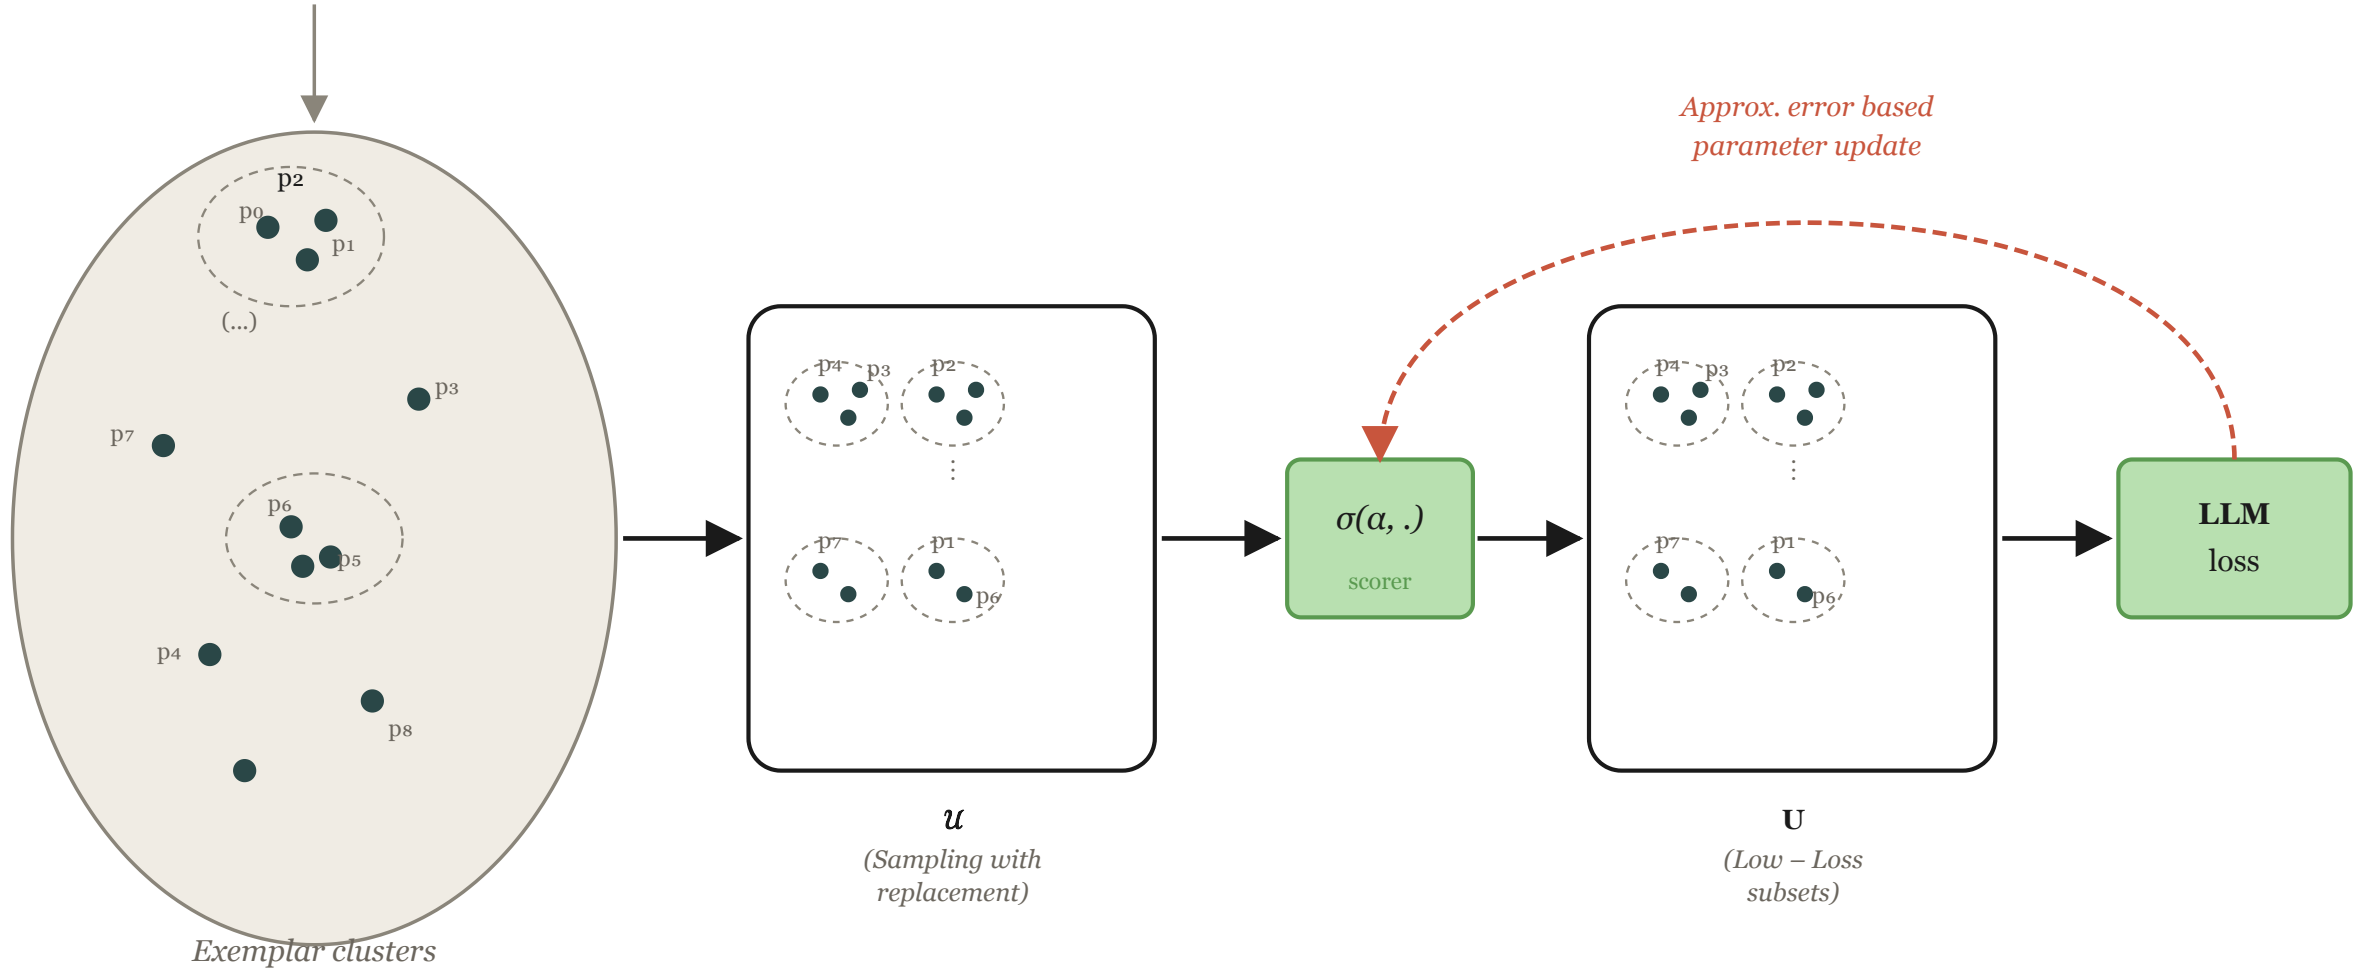 p2
p0
p1
(...)
p3
p7
p6
p5
p4
p8
Exemplar clusters
p4
p3
p2
⋮
p7
p1
p6
𝒰
(Sampling with
replacement)
σ(α, .)
scorer
Approx. error based
parameter update
p4
p3
p2
⋮
p7
p1
p6
U
(Low – Loss
subsets)
LLM
loss